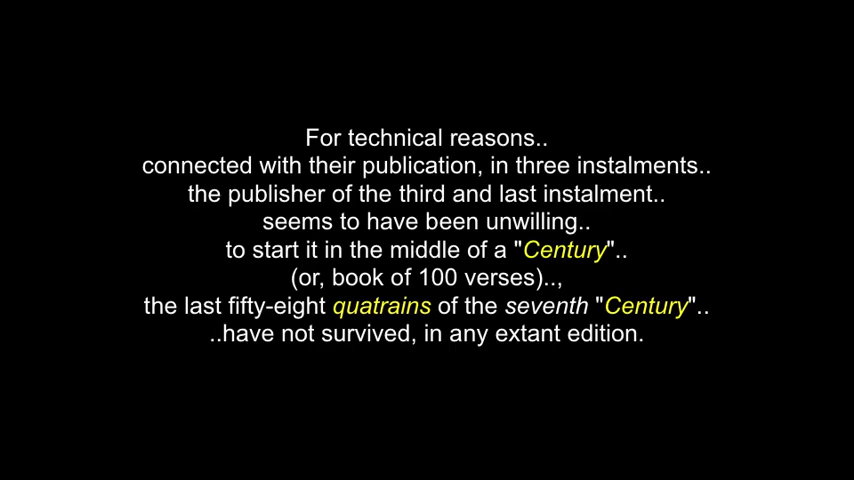 For technical reasons..
connected with their publication, in three instalments..
the publisher of the third and last instalment..
seems to have been unwilling..
to start it in the middle of a "Century"..
(or, book of 100 verses)..,
the last fifty-eight quatrains of the seventh "Century"..
..have not survived, in any extant edition.